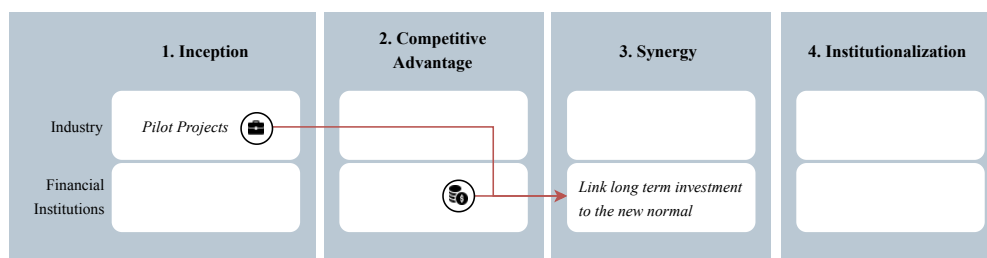 1. Inception
2. Competitive
Advantage
3. Synergy
4. Institutionalization
Industry
Pilot Projects
Financial
Institutions
Link long term investment
to the new normal